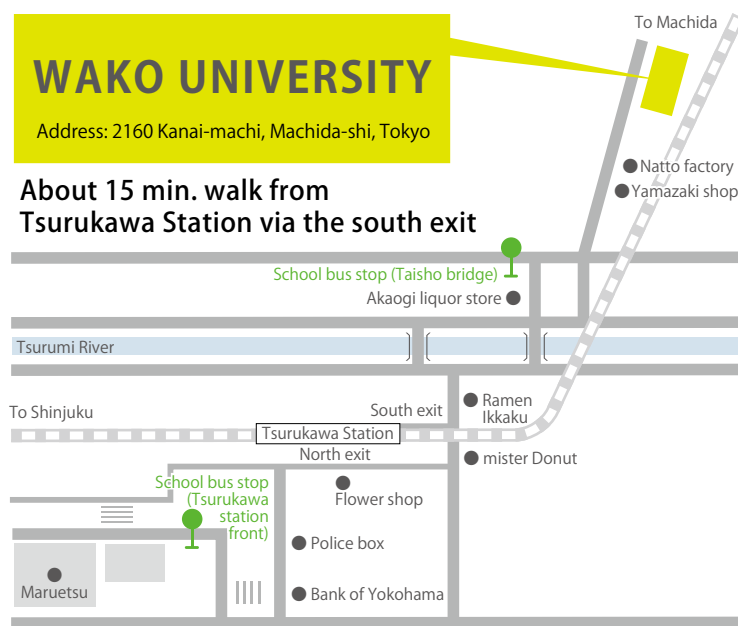 To Machida
WAKO UNIVERSITY
Address: 2160 Kanai-machi, Machida-shi, Tokyo
About 15 min. walk from
Tsurukawa Station via the south exit
Natto factory
Yamazaki shop
School bus stop (Taisho bridge)
Akaogi liquor store
Tsurumi River
To Shinjuku
South exit
Ramen
Ikkaku
Tsurukawa Station
North exit
mister Donut
School bus stop
(Tsurukawa
station
front)
Flower shop
Police box
Maruetsu
Bank of Yokohama